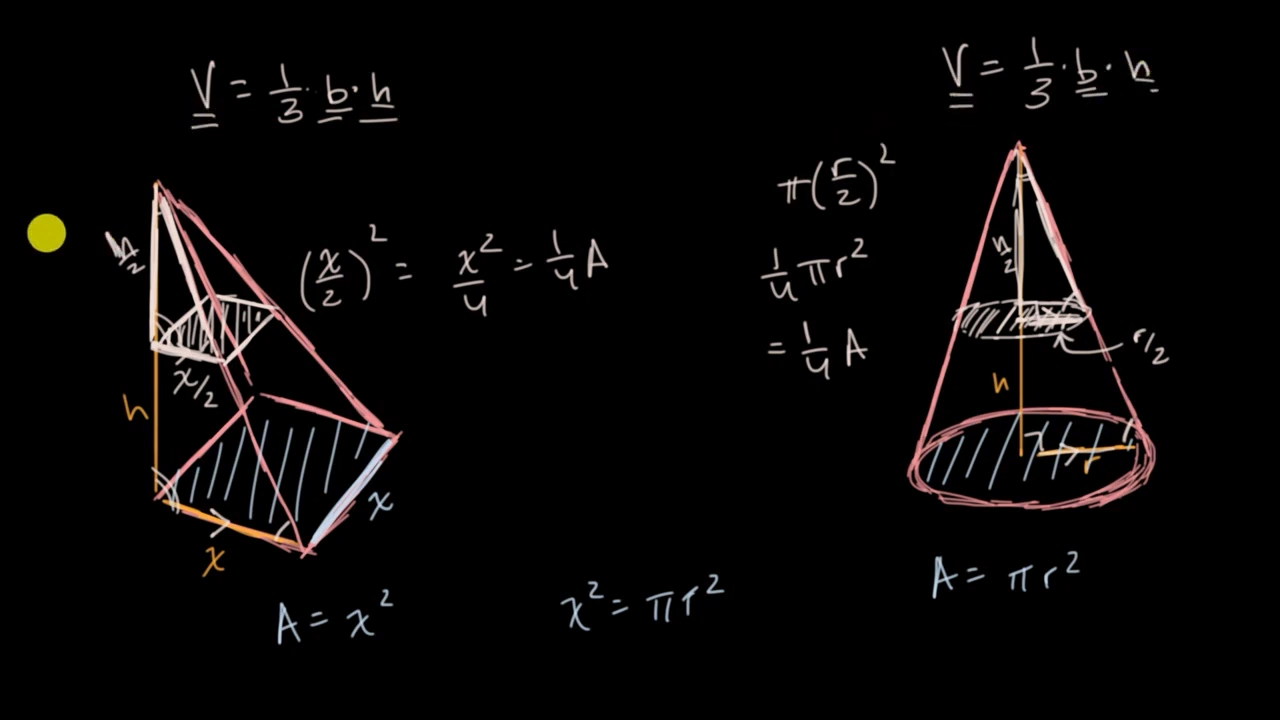 V = 1/3 · b · h
V = 1/3 · b · h
π(r/2)²
h/2
(x/2)² = x²/4 = 1/4 A
1/4 πr²
h/2
= 1/4 A
r/2
x/2
h
h
r
x
x
A = x²
x² = πr²
A = πr²